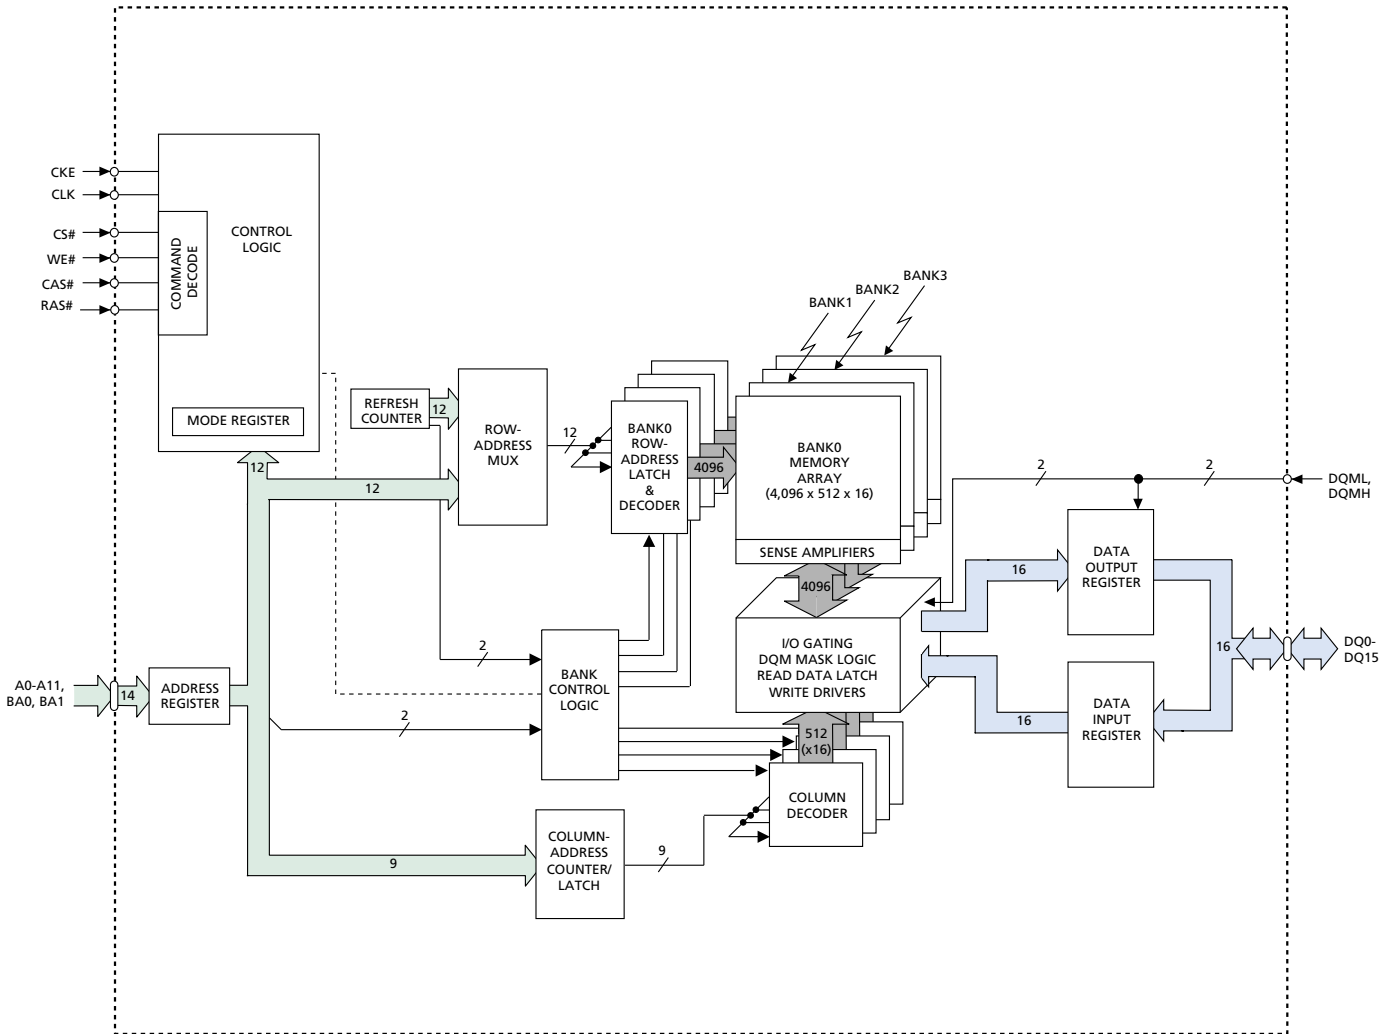 CKE
CLK
CS#
WE#
CAS#
RAS#
CONTROL
LOGIC
COMMAND
DECODE
MODE REGISTER
12
BANK3
BANK2
BANK1
REFRESH
COUNTER
12
12
ROW-
ADDRESS
MUX
12
BANK0
ROW-
ADDRESS
LATCH
&
DECODER
4096
BANK0
MEMORY
ARRAY
(4,096 x 512 x 16)
SENSE AMPLIFIERS
4096
2
2
DQML,
DQMH
I/O GATING
DQM MASK LOGIC
READ DATA LATCH
WRITE DRIVERS
16
DATA
OUTPUT
REGISTER
16
DQ0-
DQ15
16
DATA
INPUT
REGISTER
A0-A11,
BA0, BA1
14
ADDRESS
REGISTER
2
2
BANK
CONTROL
LOGIC
512
(x16)
COLUMN
DECODER
9
COLUMN-
ADDRESS
COUNTER/
LATCH
9